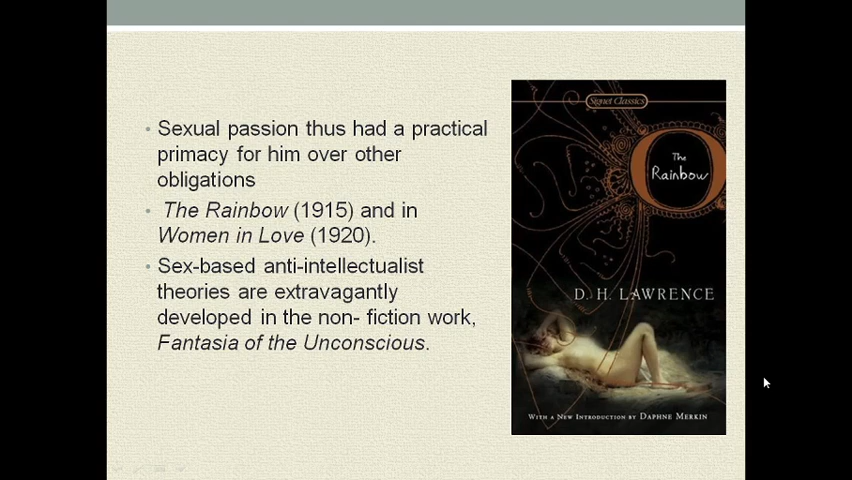 Sexual passion thus had a practical
primacy for him over other
obligations
The Rainbow (1915) and in
Women in Love (1920).
Sex-based anti-intellectualist
theories are extravagantly
developed in the non- fiction work,
Fantasia of the Unconscious.
Signet Classics
The
Rainbow
D. H. LAWRENCE
WITH A NEW INTRODUCTION BY DAPHNE MERKIN